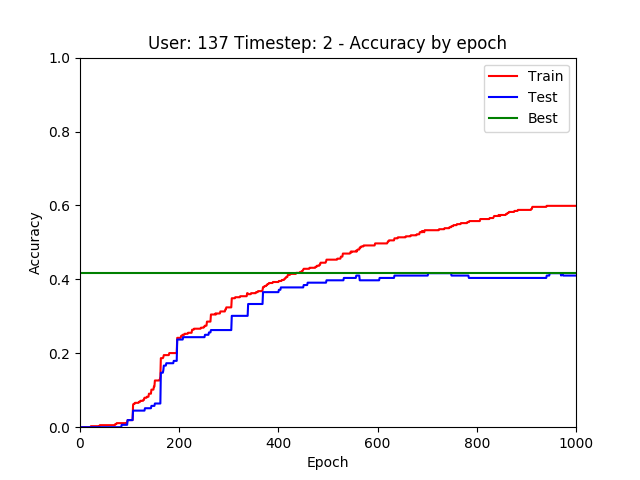 User: 137 Timestep: 2 - Accuracy by epoch
1.0
0.8
0.6
0.4
0.2
0.0
Accuracy
Train
Test
Best
0 200 400 600 800 1000
Epoch